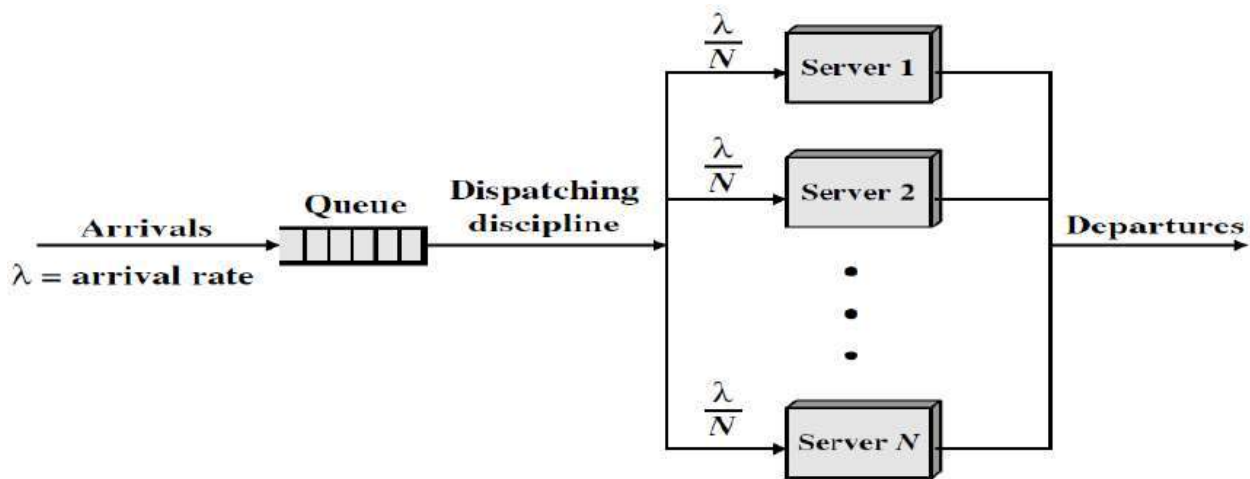 Arrivals
λ = arrival rate
Queue
Dispatching
discipline
λ
N
Server 1
λ
N
Server 2
λ
N
Server N
Departures